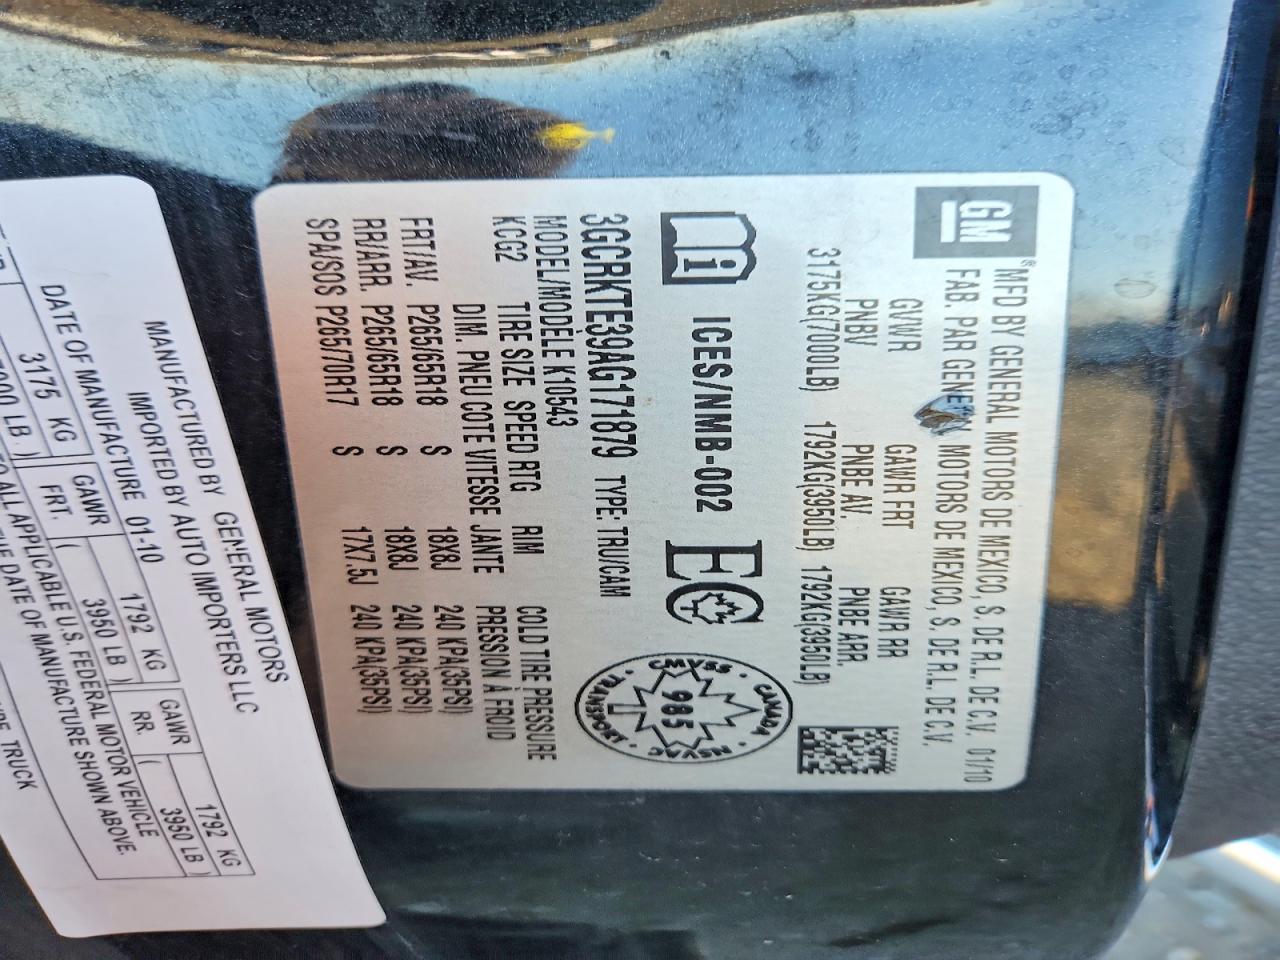 GM
®MFD BY GENERAL MOTORS DE MEXICO, S. DE R.L. DE C.V. 01/10
FAB. PAR GENE MOTORS DE MEXICO, S. DE R.L. DE C.V.
GVWR GAWR FRT GAWR RR
PNBV PNBE AV. PNBE ARR.
3175KG(7000LB) 1792KG(3950LB) 1792KG(3950LB)
i ICES/NMB-002 EC
CANADA · NSVAC · TRANSPORT · CMVSS ·
985
3GCRKTE39AG171879 TYPE: TRU/CAM
MODEL/MODÈLE K10543
KCG2 TIRE SIZE SPEED RTG RIM COLD TIRE PRESSURE
DIM. PNEU COTE VITESSE JANTE PRESSION À FROID
FRT/AV. P265/65R18 S 18X8J 240 KPA(35PSI)
RR/ARR. P265/65R18 S 18X8J 240 KPA(35PSI)
SPA/SOS P265/70R17 S 17X7.5J 240 KPA(35PSI)
MANUFACTURED BY GENERAL MOTORS
IMPORTED BY AUTO IMPORTERS LLC
DATE OF MANUFACTURE 01-10
3175 KG GAWR 1792 KG GAWR 1792 KG
LB ) FRT. ( 3950 LB ) RR. ( 3950 LB )
TO ALL APPLICABLE U.S. FEDERAL MOTOR VEHICLE
THE DATE OF MANUFACTURE SHOWN ABOVE.
TRUCK